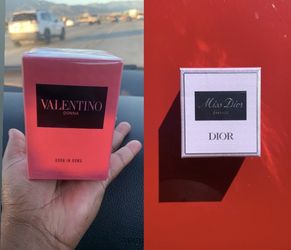 VALENTINO
DONNA
BORN IN ROMA
Miss Dior
DIOR